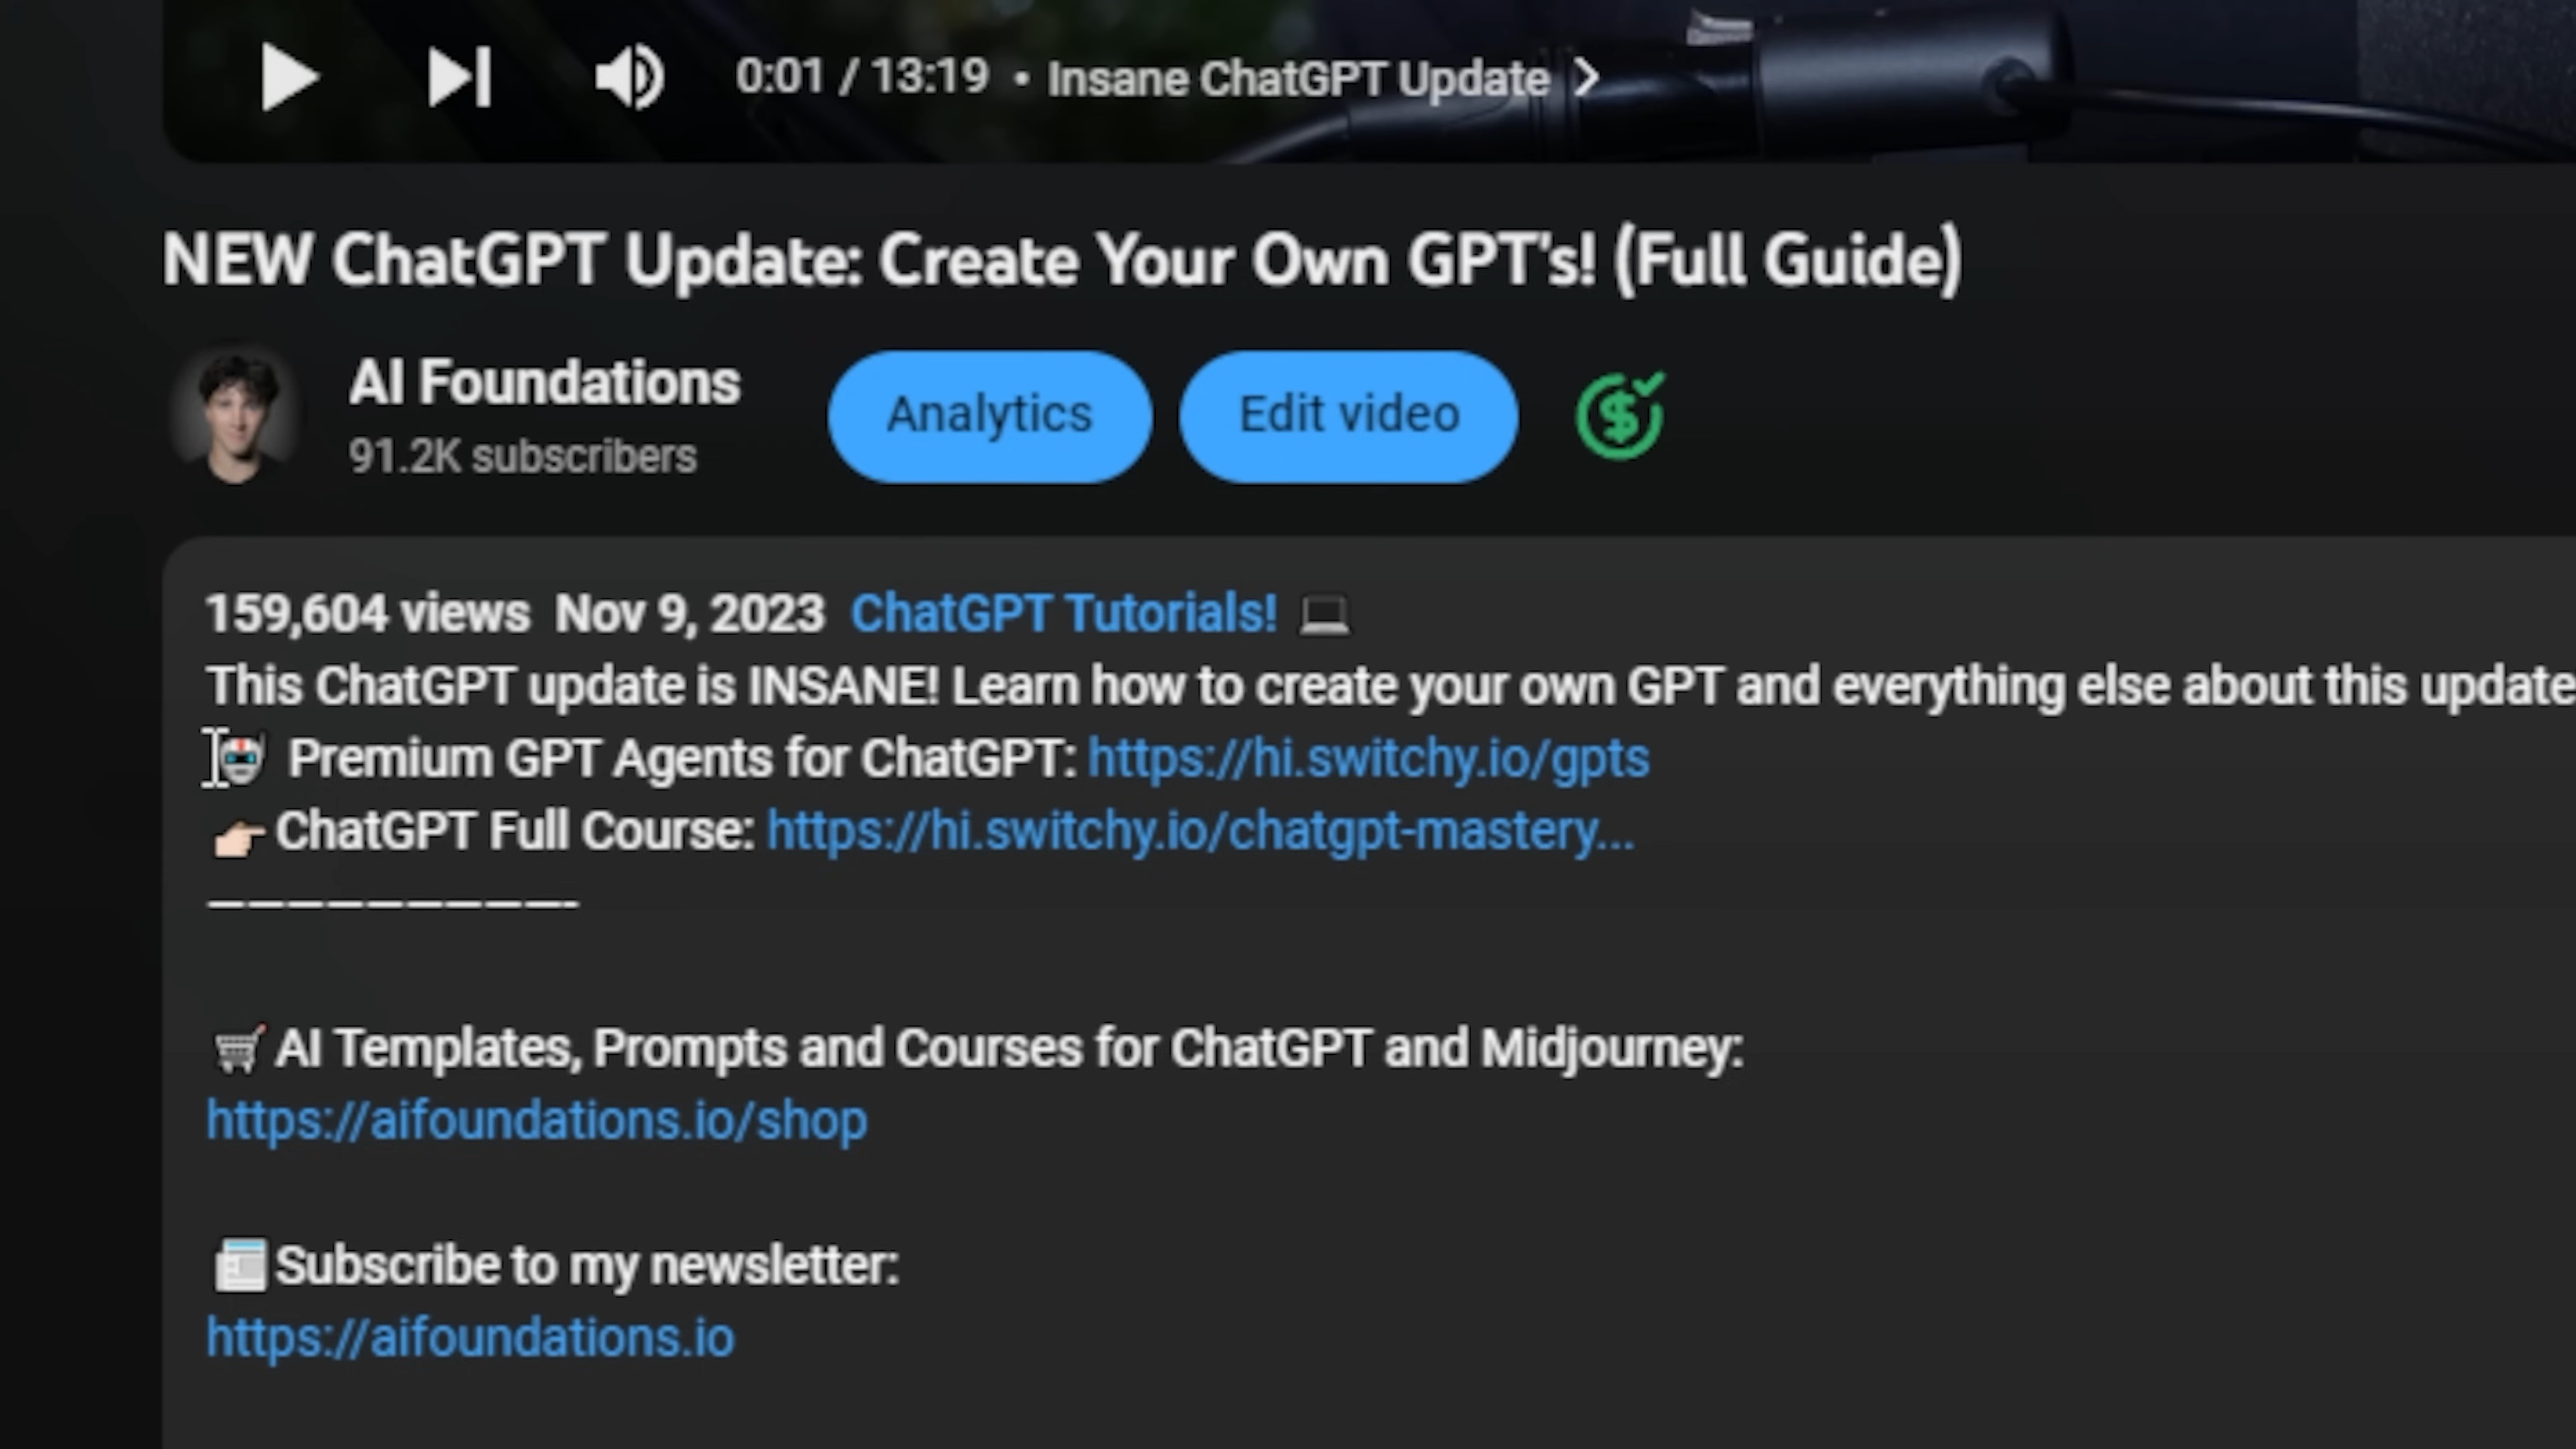 0:01 / 13:19 • Insane ChatGPT Update
NEW ChatGPT Update: Create Your Own GPT's! (Full Guide)
AI Foundations
91.2K subscribers
Analytics
Edit video
159,604 views Nov 9, 2023 ChatGPT Tutorials! 💻
This ChatGPT update is INSANE! Learn how to create your own GPT and everything else about this update
🤖 Premium GPT Agents for ChatGPT: https://hi.switchy.io/gpts
👉🏻ChatGPT Full Course: https://hi.switchy.io/chatgpt-mastery...
—————————-
🛒AI Templates, Prompts and Courses for ChatGPT and Midjourney:
https://aifoundations.io/shop
📰Subscribe to my newsletter:
https://aifoundations.io